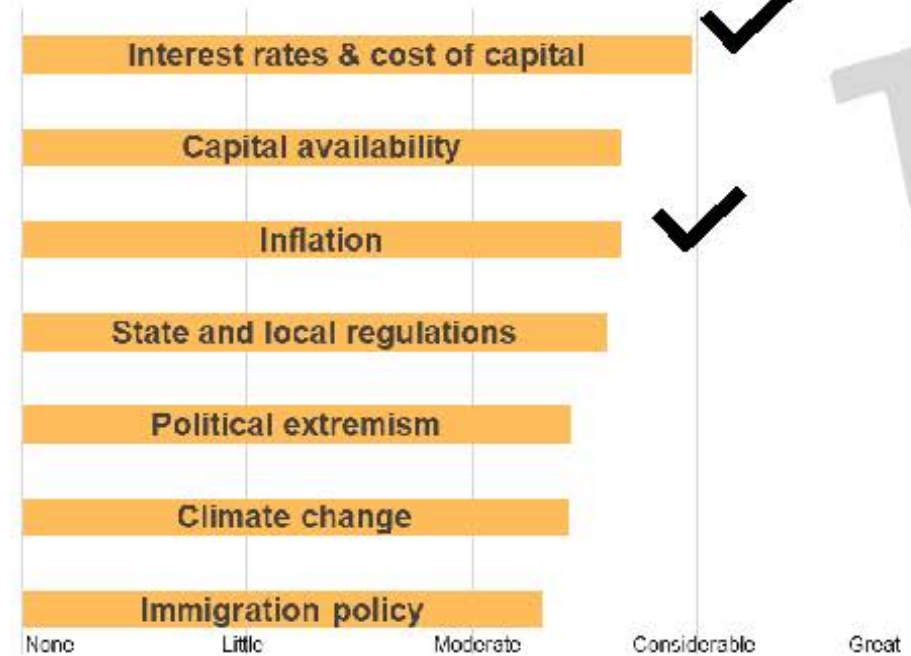 Interest rates & cost of capital
Capital availability
Inflation
State and local regulations
Political extremism
Climate change
Immigration policy
None Little Moderate Considerable Great